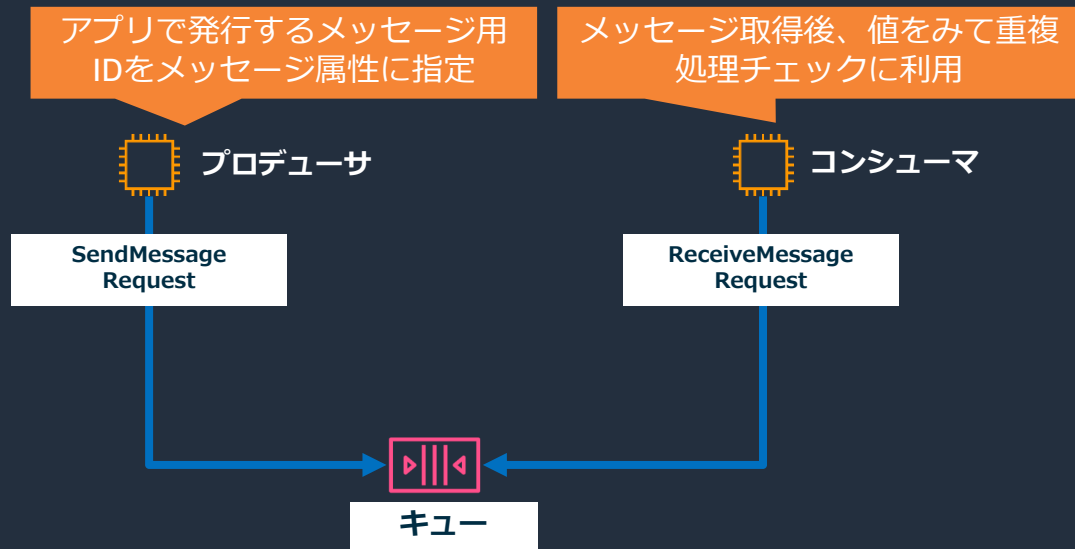 アプリで発行するメッセージ用
IDをメッセージ属性に指定
メッセージ取得後、値をみて重複
処理チェックに利用
プロデューサ
コンシューマ
SendMessage
Request
ReceiveMessage
Request
キュー